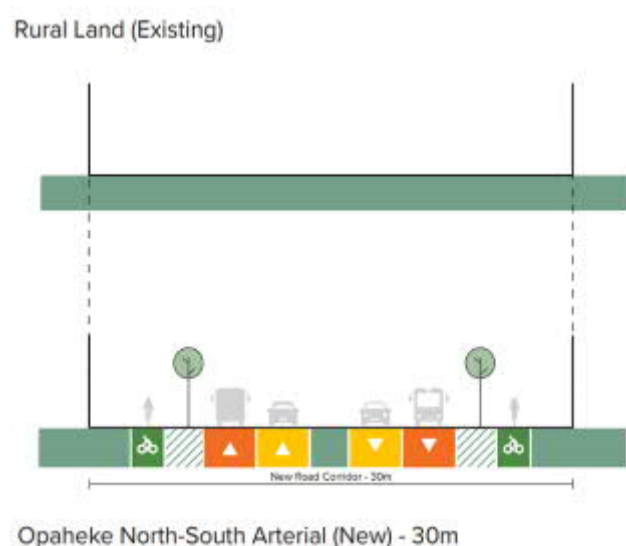 Rural Land (Existing)
New Road Corridor - 30m
Opaheke North-South Arterial (New) - 30m